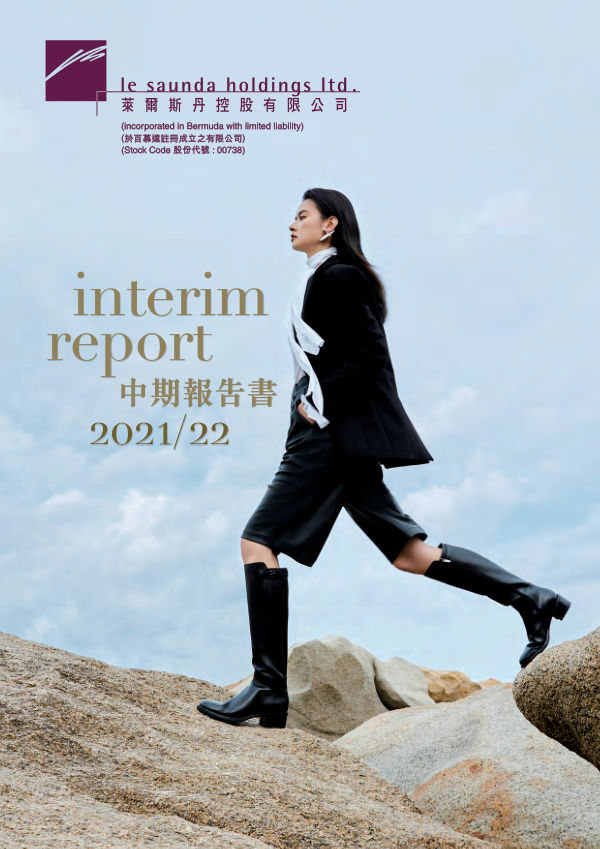 le saunda holdings ltd.
萊爾斯丹控股有限公司
(incorporated in Bermuda with limited liability)
(於百慕達註冊成立之有限公司)
(Stock Code 股份代號 : 00738)
interim
report
中期報告書
2021/22